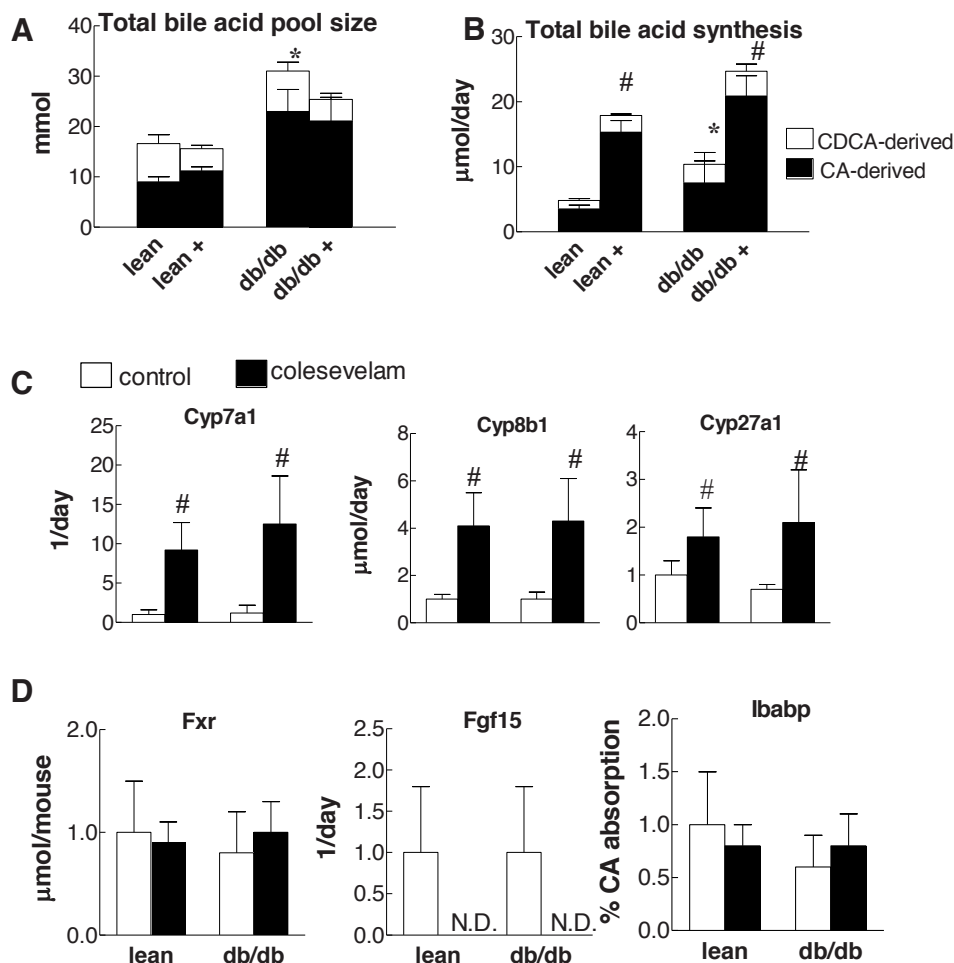 A Total bile acid pool size
40
30
20
10
0
mmol
*
lean
lean +
db/db
db/db +
B Total bile acid synthesis
30
20
10
0
μmol/day
#
*
#
lean
lean +
db/db
db/db +
CDCA-derived
CA-derived
C control colesevelam
Cyp7a1
25
20
15
10
5
0
1/day
#
#
Cyp8b1
8
6
4
2
0
μmol/day
#
#
Cyp27a1
4
3
2
1
0
#
#
D
Fxr
2.0
1.5
1.0
0.5
0.0
μmol/mouse
lean db/db
Fgf15
2.5
2.0
1.5
1.0
0.5
0.0
1/day
N.D. N.D.
lean db/db
Ibabp
2.0
1.5
1.0
0.5
0.0
% CA absorption
lean db/db